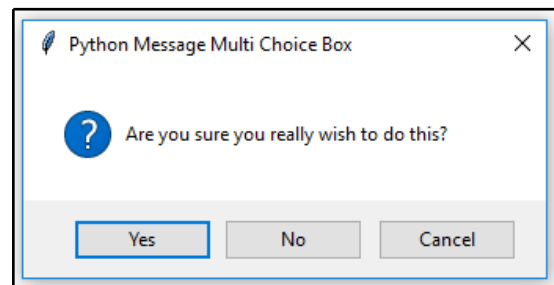 Python Message Multi Choice Box
Are you sure you really wish to do this?
Yes No Cancel